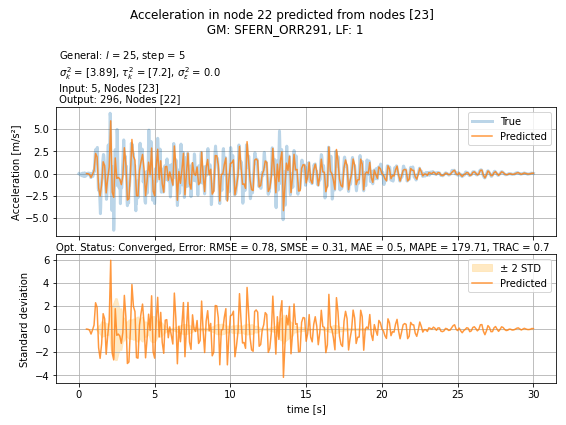 Acceleration in node 22 predicted from nodes [23]
GM: SFERN_ORR291, LF: 1
General: l = 25, step = 5
σ²ₖ = [3.89], τ²ₖ = [7.2], σ²ε = 0.0
Input: 5, Nodes [23]
Output: 296, Nodes [22]
Acceleration [m/s²]
5.0
2.5
0.0
−2.5
−5.0
True
Predicted
Opt. Status: Converged, Error: RMSE = 0.78, SMSE = 0.31, MAE = 0.5, MAPE = 179.71, TRAC = 0.7
Standard deviation
6
4
2
0
−2
−4
± 2 STD
Predicted
0 5 10 15 20 25 30
time [s]